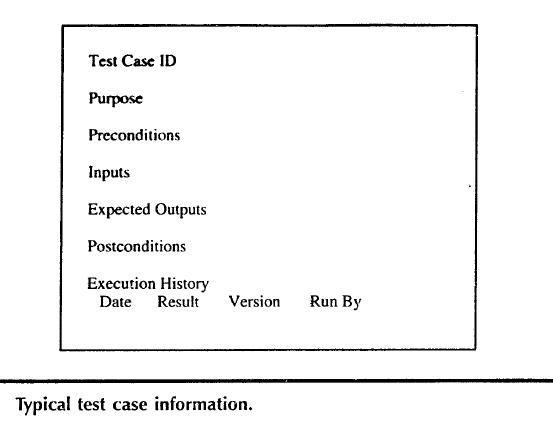 Test Case ID
Purpose
Preconditions
Inputs
Expected Outputs
Postconditions
Execution History
Date Result Version Run By
Typical test case information.